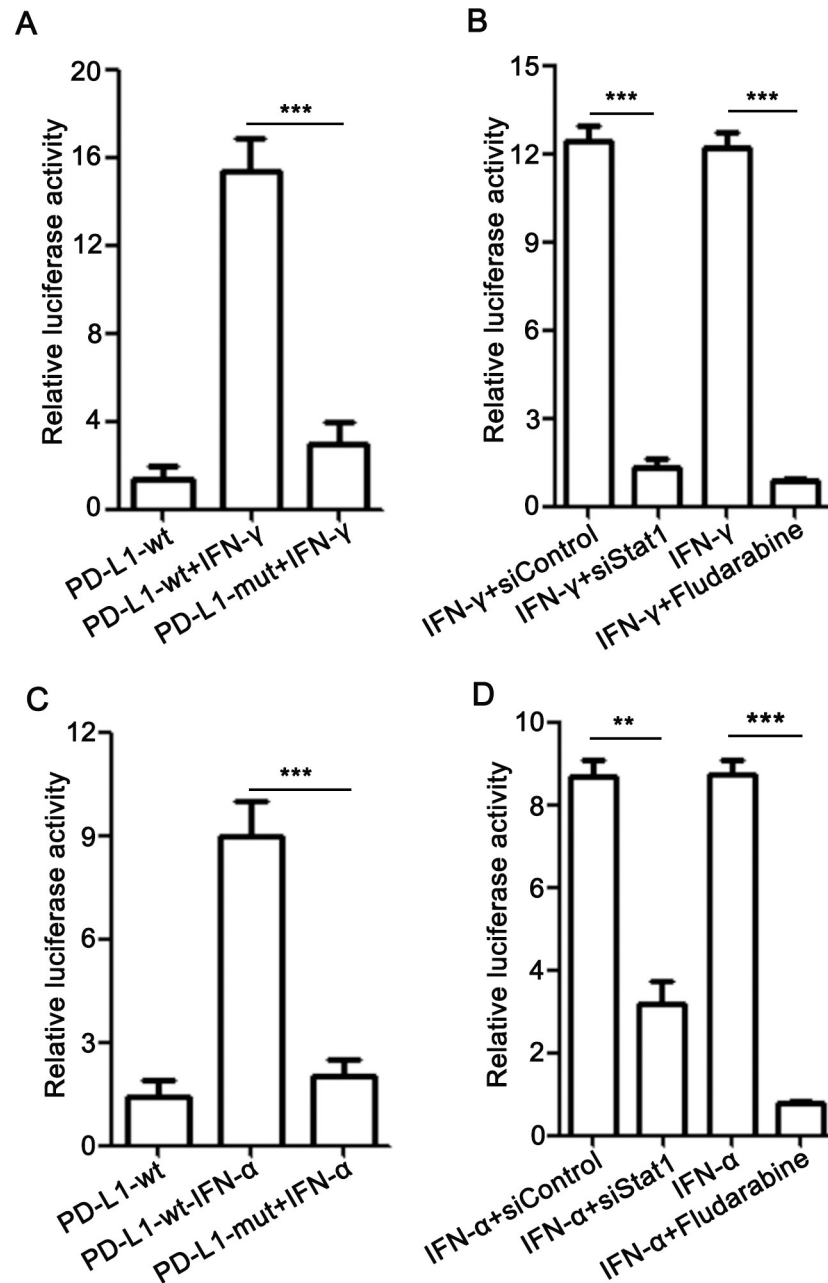 A
Relative luciferase activity
20
16
12
8
4
0
***
PD-L1-wt
PD-L1-wt+IFN-γ
PD-L1-mut+IFN-γ
B
Relative luciferase activity
15
12
9
6
3
0
***
***
IFN-γ+siControl
IFN-γ+siStat1
IFN-γ
IFN-γ+Fludarabine
C
Relative luciferase activity
12
9
6
3
0
***
PD-L1-wt
PD-L1-wt-IFN-α
PD-L1-mut+IFN-α
D
Relative luciferase activity
10
8
6
4
2
0
**
***
IFN-α+siControl
IFN-α+siStat1
IFN-α
IFN-α+Fludarabine